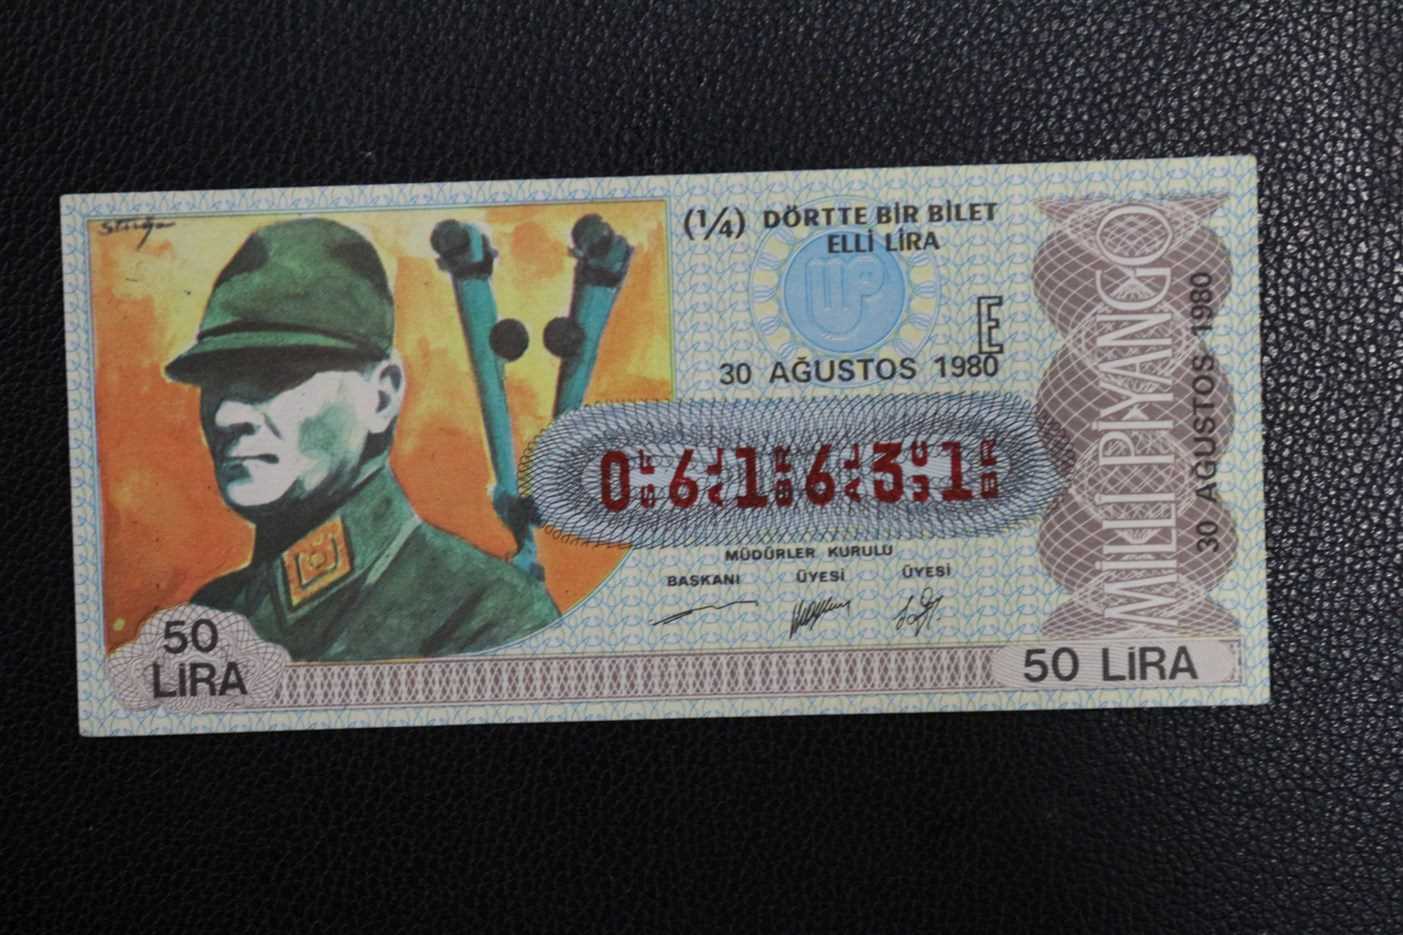 (1/4) DÖRTTE BİR BİLET
ELLİ LİRA
E
30 AĞUSTOS 1980
0 6 1 6 3 1
MÜDÜRLER KURULU
BAŞKANI ÜYESİ ÜYESİ
50
LİRA
50 LİRA
MİLLİ PİYANGO
30 AĞUSTOS 1980